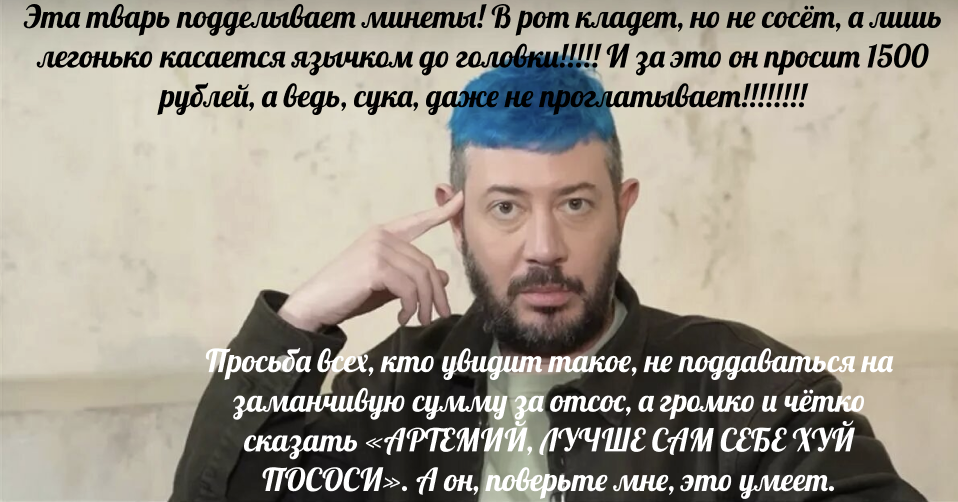 Эта тварь подделывает минеты! В рот кладет, но не сосёт, а лишь
легонько касается язычком до головки!!!!! И за это он просит 1500
рублей, а ведь, сука, даже не проглатывает!!!!!!!!
Просьба всех, кто увидит такое, не поддаваться на
заманчивую сумму за отсос, а громко и чётко
сказать «АРТЕМИЙ, ЛУЧШЕ САМ СЕБЕ ХУЙ
ПОСОСИ». А он, поверьте мне, это умеет.